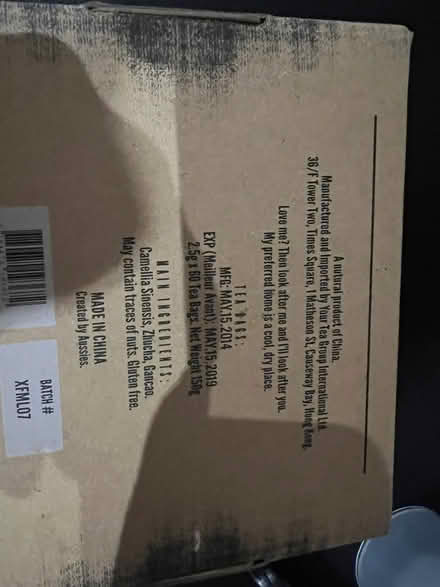 A natural product of China.
Manufactured and Imported by Your Tea Group International Ltd.
36/F Tower Two, Times Square, 1 Matheson St, Causeway Bay, Hong Kong.
Love me? Then look after me and I'll look after you.
My preferred home is a cool, dry place.
TEA BAGS:
MFG: MAY.15.2014
EXP (Meilleur Avant): MAY.15.2019
2.5g x 60 Tea Bags. Net Weight 150g
MAIN INGREDIENTS:
Camellia Sinensis, Zhucha, Gancao.
May contain traces of nuts. Gluten free.
MADE IN CHINA
Created by Aussies.
BATCH #
XFML07